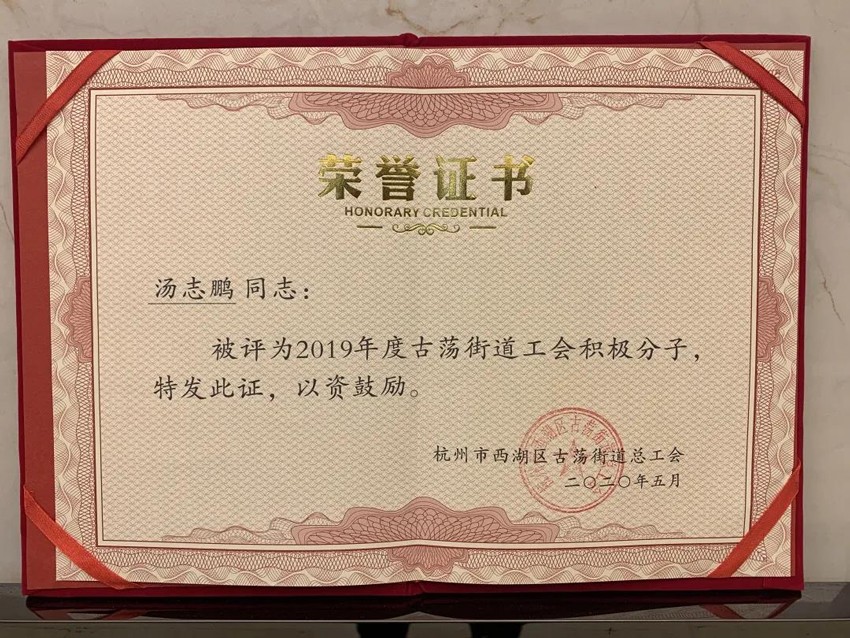 荣誉证书
HONORARY CREDENTIAL
汤志鹏 同志：
被评为2019年度古荡街道工会积极分子，
特发此证，以资鼓励。
杭州市西湖区古荡街道总工会
二〇二〇年五月